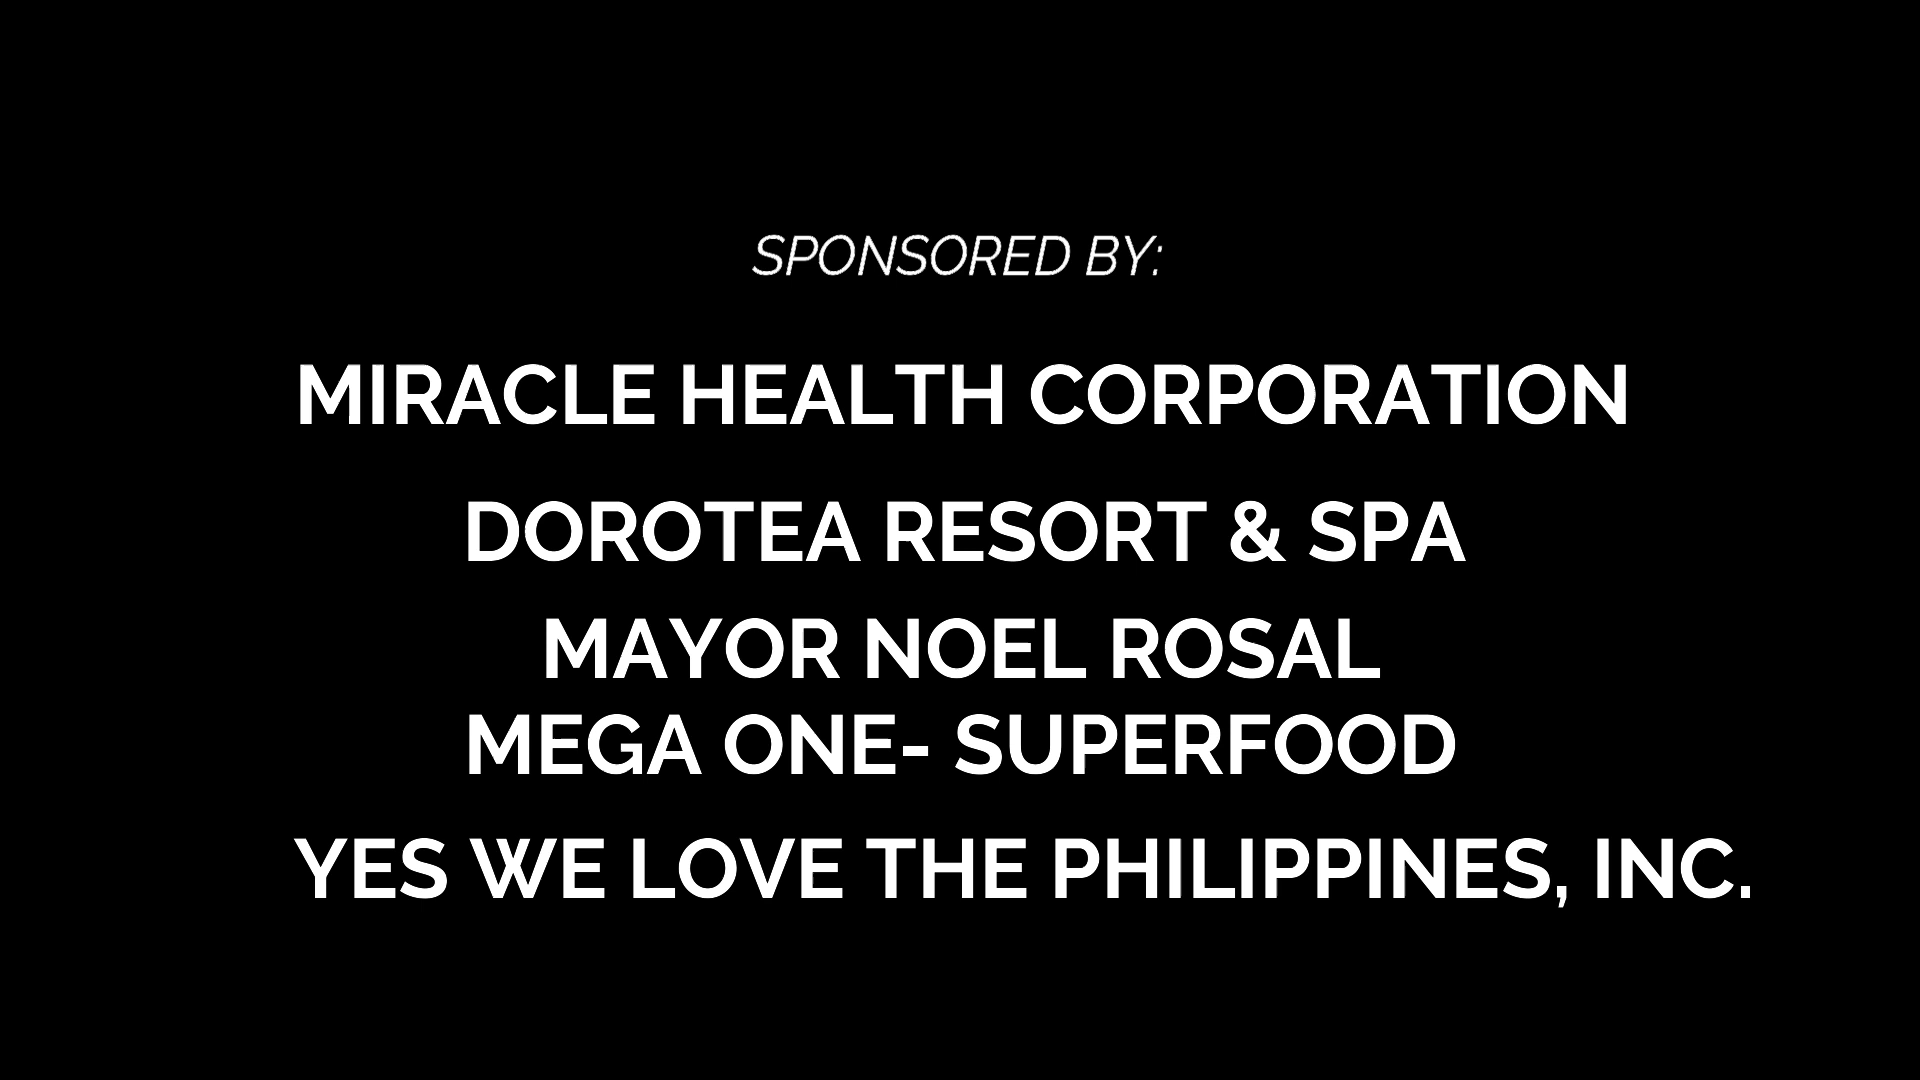 SPONSORED BY:
MIRACLE HEALTH CORPORATION
DOROTEA RESORT & SPA
MAYOR NOEL ROSAL
MEGA ONE- SUPERFOOD
YES WE LOVE THE PHILIPPINES, INC.